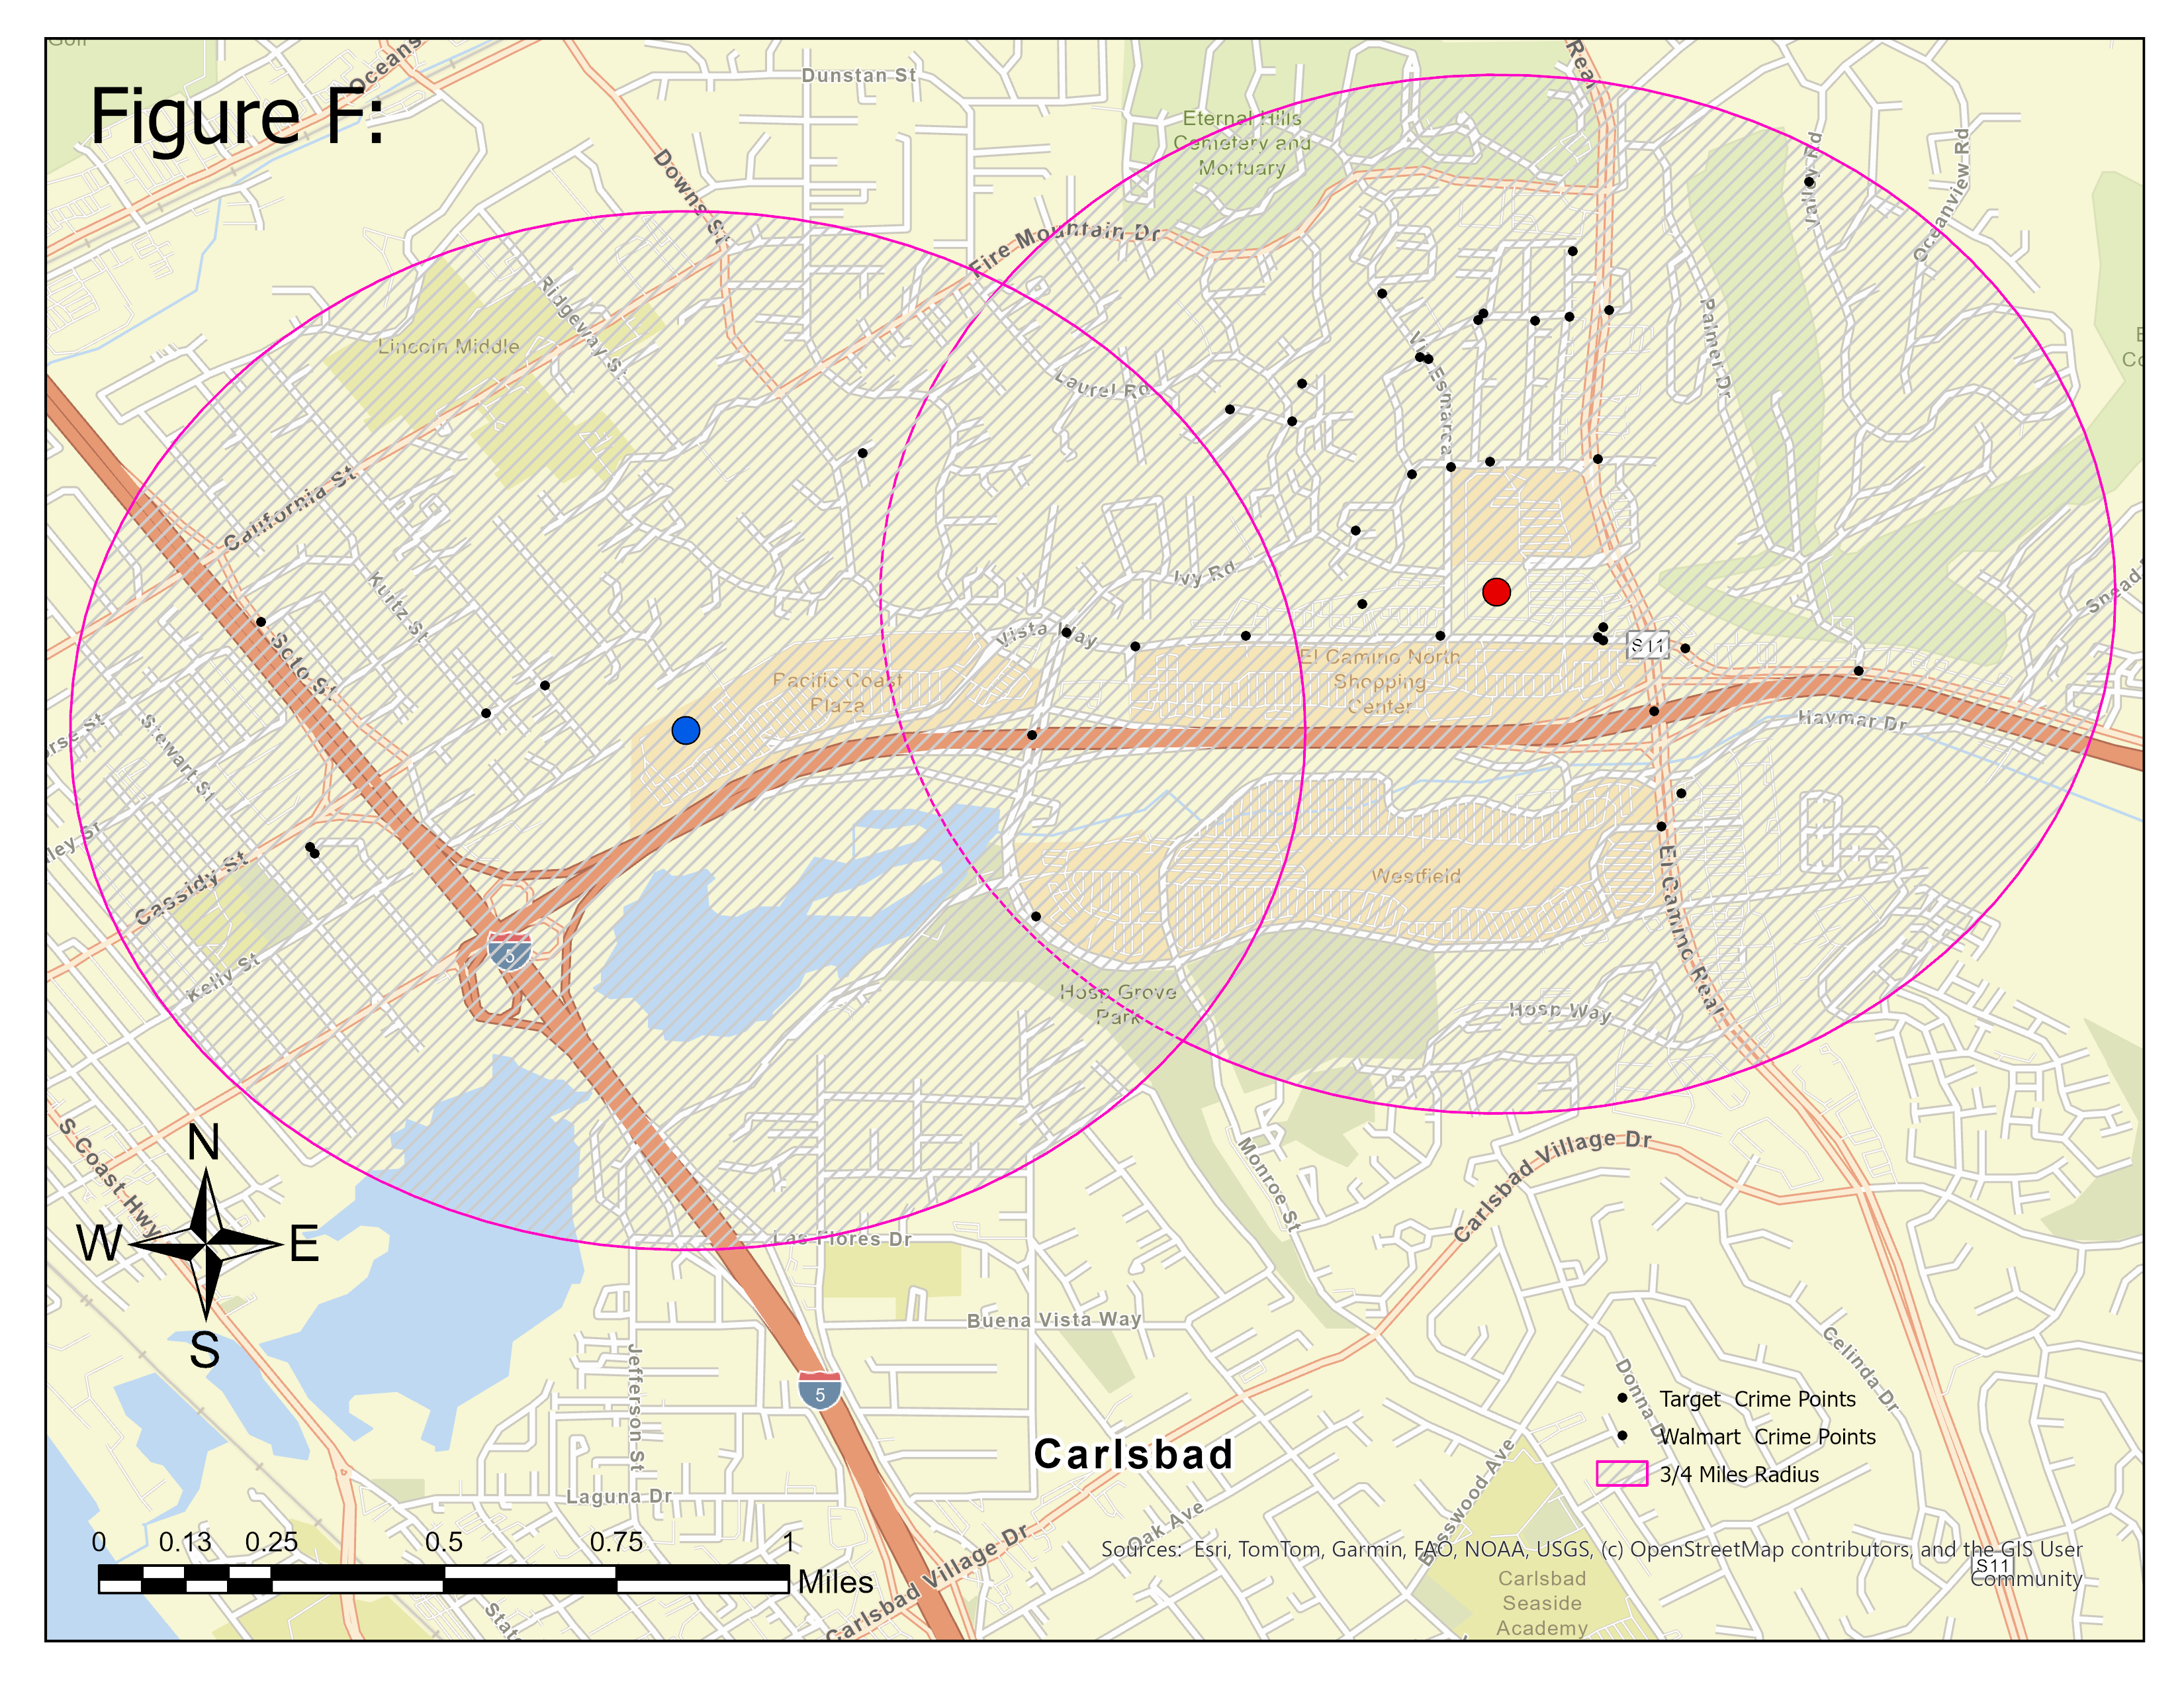 Golf
Oceans
Real
Dunstan St
Figure F:
Eternal Hills
Cemetery and
Mortuary
Valley Rd
Oceanview Rd
Downs St
Fire Mountain Dr
Ridgeway St
Lincoln Middle
Palmer Dr
Via Esmarca
Laurel Rd
California St
Ivy Rd
Kurtz St
Snead
Vista Way
S11
Soto St
El Camino North
Shopping
Center
Pacific Coast
Plaza
Stewart St
Haymar Dr
Westfield
Cassidy St
El Camino Real
Kelly St
5
Hosp Grove
Park
Hosp Way
S Coast Hwy
N
W
E
S
Carlsbad Village Dr
Monroe St
Las Flores Dr
Buena Vista Way
Jefferson St
Celinda Dr
Donna Dr
5
Target Crime Points
Walmart Crime Points
3/4 Miles Radius
Carlsbad
Basswood Ave
Laguna Dr
Oak Ave
0 0.13 0.25 0.5 0.75 1
Miles
Carlsbad Village Dr
Sources: Esri, TomTom, Garmin, FAO, NOAA, USGS, (c) OpenStreetMap contributors, and the GIS User
Community
S11
Carlsbad
Seaside
Academy
State